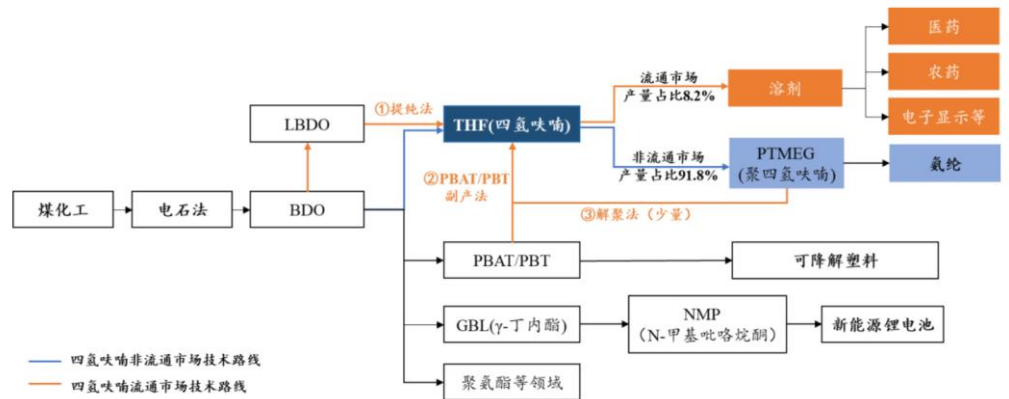 医药
流通市场
产量占比8.2%
溶剂
农药
①提纯法
LBDO
THF(四氢呋喃)
电子显示等
非流通市场
产量占比91.8%
PTMEG
(聚四氢呋喃)
氨纶
②PBAT/PBT
副产法
煤化工
电石法
BDO
③解聚法（少量）
PBAT/PBT
可降解塑料
GBL(γ-丁内酯)
NMP
（N-甲基吡咯烷酮）
新能源锂电池
四氢呋喃非流通市场技术路线
四氢呋喃流通市场技术路线
聚氨酯等领域